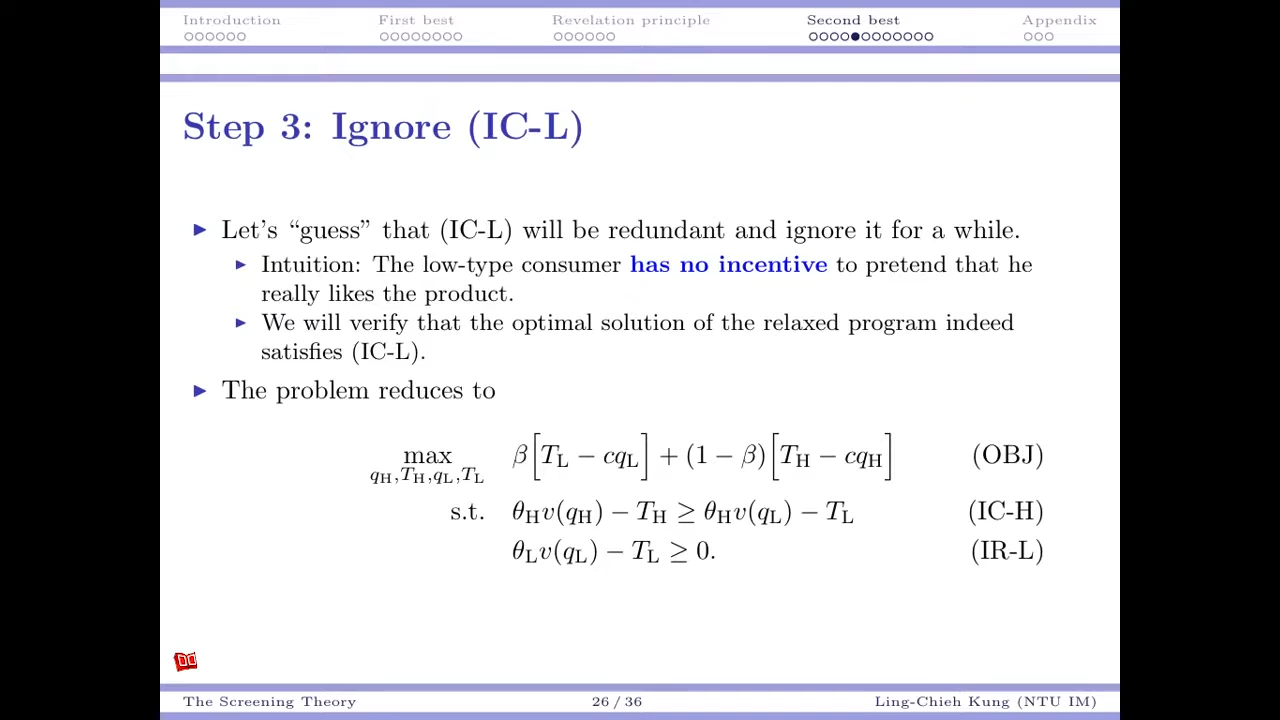 Introduction First best Revelation principle Second best Appendix
Step 3: Ignore (IC-L)
▶ Let's “guess” that (IC-L) will be redundant and ignore it for a while.
▶ Intuition: The low-type consumer has no incentive to pretend that he
really likes the product.
▶ We will verify that the optimal solution of the relaxed program indeed
satisfies (IC-L).
▶ The problem reduces to
max β[T_L − cq_L] + (1 − β)[T_H − cq_H] (OBJ)
q_H,T_H,q_L,T_L
s.t. θ_H v(q_H) − T_H ≥ θ_H v(q_L) − T_L (IC-H)
θ_L v(q_L) − T_L ≥ 0. (IR-L)
The Screening Theory 26 / 36 Ling-Chieh Kung (NTU IM)